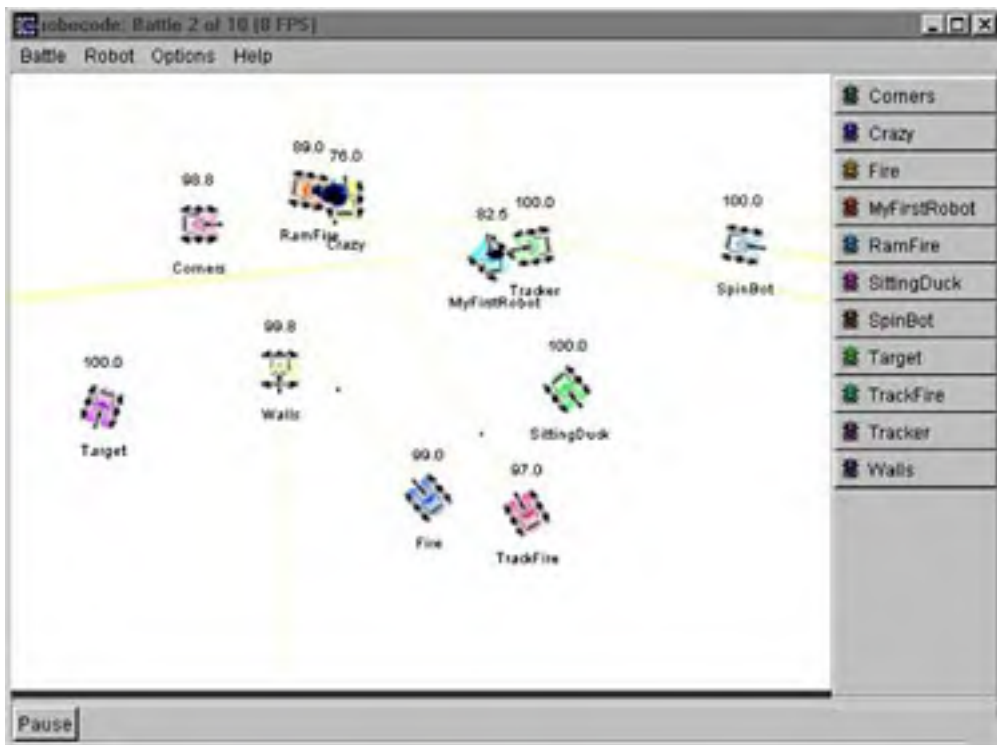 robocode: Battle 2 of 10 (0 FPS)
Battle Robot Options Help
Corners
Crazy
Fire
MyFirstRobot
RamFire
SittingDuck
SpinBot
Target
TrackFire
Tracker
Walls
89.0 76.0
98.8
RamFire
Crazy
Corners
82.5 100.0
100.0
MyFirstRobot
Tracker
SpinBot
99.8
100.0
100.0
Walls
Target
SittingDuck
99.0
97.0
Fire
TrackFire
Pause